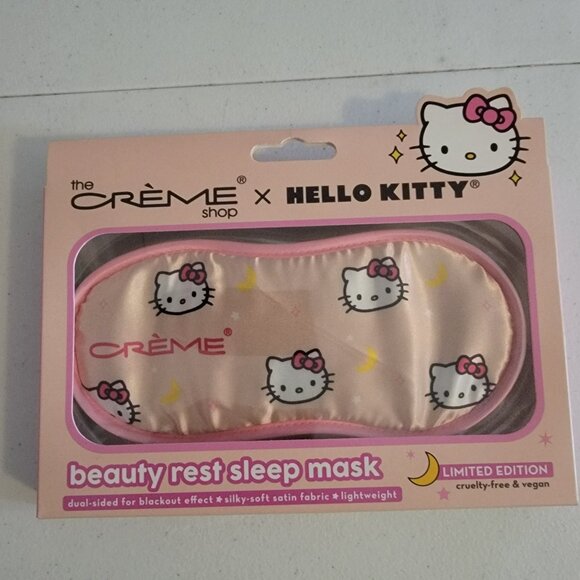 the
CRÈME®
shop
x HELLO KITTY®
CRÈME®
beauty rest sleep mask
LIMITED EDITION
cruelty-free & vegan
dual-sided for blackout effect ★ silky-soft satin fabric ★ lightweight